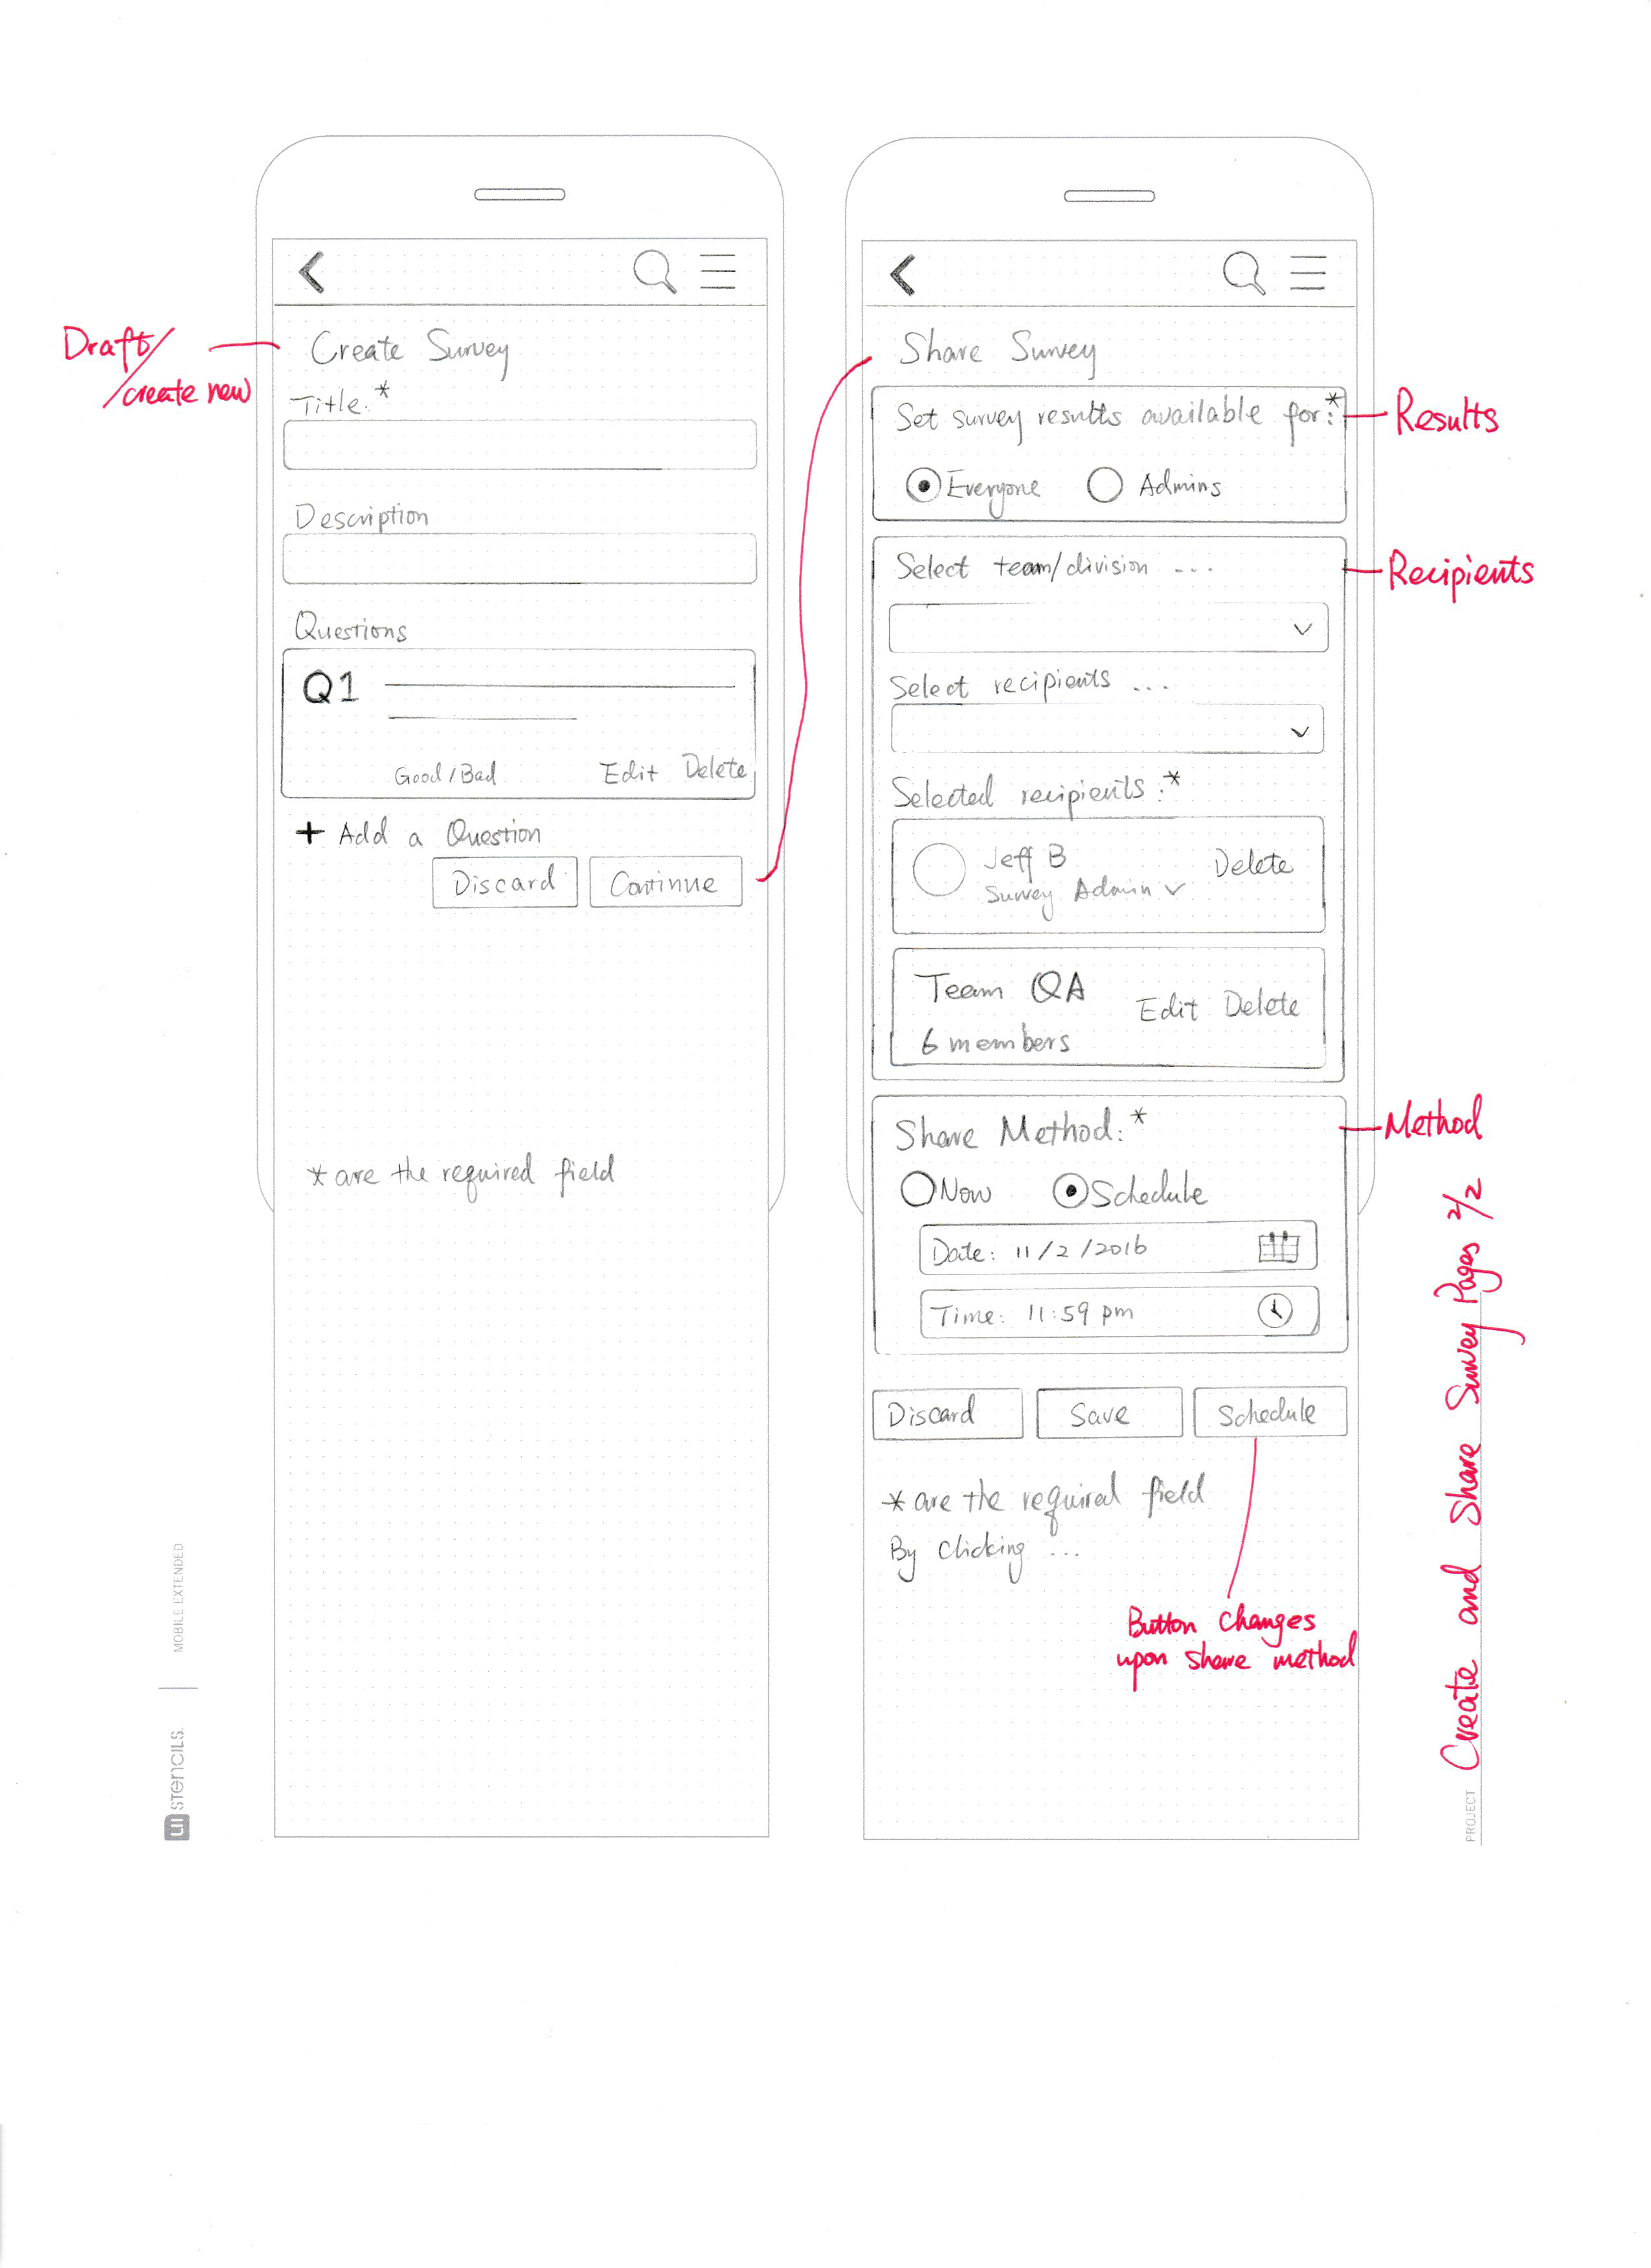 Draft/
/create new
Create Survey
Title:*
Description
Questions
Q1
Good/Bad Edit Delete
+ Add a Question
Discard Continue
* are the required field
Share Survey
Set survey results available for:*
Everyone Admins
Select team/division ...
Select recipients ...
Selected recipients:*
Jeff B
Survey Admin
Delete
Team QA
6 members
Edit Delete
Share Method:*
Now Schedule
Date: 11/2/2016
Time: 11:59 pm
Discard Save Schedule
* are the required field
By clicking ...
Results
Recipients
Method
Button changes
upon share method
PROJECT Create and Share Survey Pages 2/2
UI STENCILS.
MOBILE EXTENDED